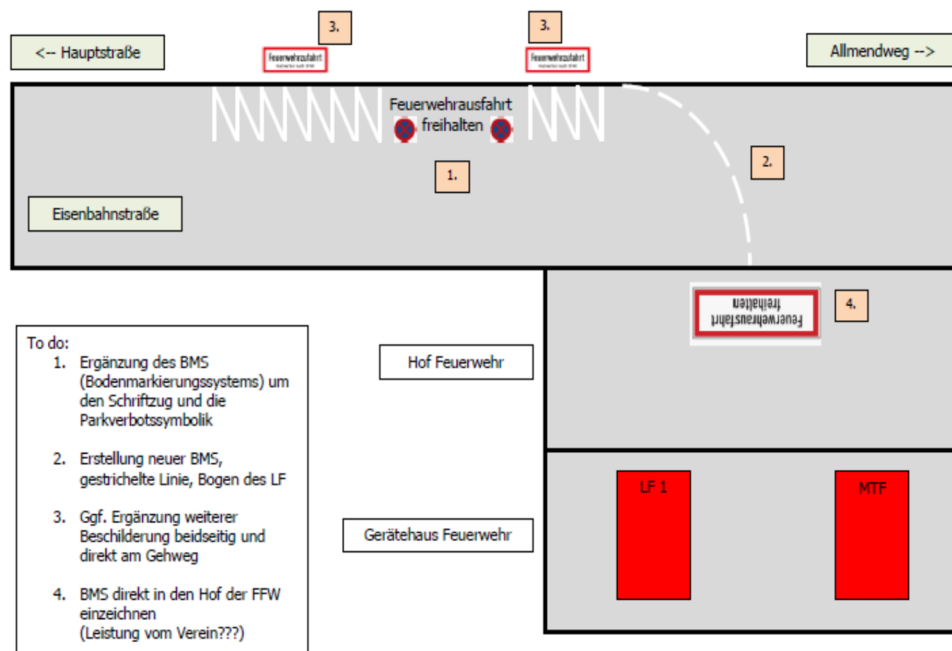 3.
3.
<-- Hauptstraße
Feuerwehrzufahrt
Feuerwehrzufahrt
Allmendweg -->
Feuerwehrausfahrt
freihalten
1.
2.
Eisenbahnstraße
Feuerwehrausfahrt
freihalten
4.
To do:
1. Ergänzung des BMS
(Bodenmarkierungssystems) um
den Schriftzug und die
Parkverbotssymbolik
2. Erstellung neuer BMS,
gestrichelte Linie, Bogen des LF
3. Ggf. Ergänzung weiterer
Beschilderung beidseitig und
direkt am Gehweg
4. BMS direkt in den Hof der FFW
einzeichnen
(Leistung vom Verein???)
Hof Feuerwehr
LF 1
MTF
Gerätehaus Feuerwehr